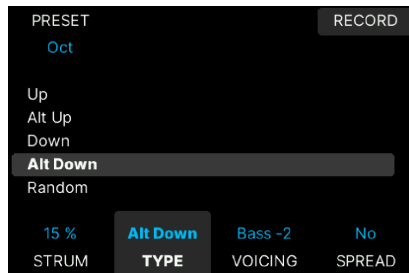 PRESET RECORD
Oct
Up
Alt Up
Down
Alt Down
Random
15 % Alt Down Bass -2 No
STRUM TYPE VOICING SPREAD